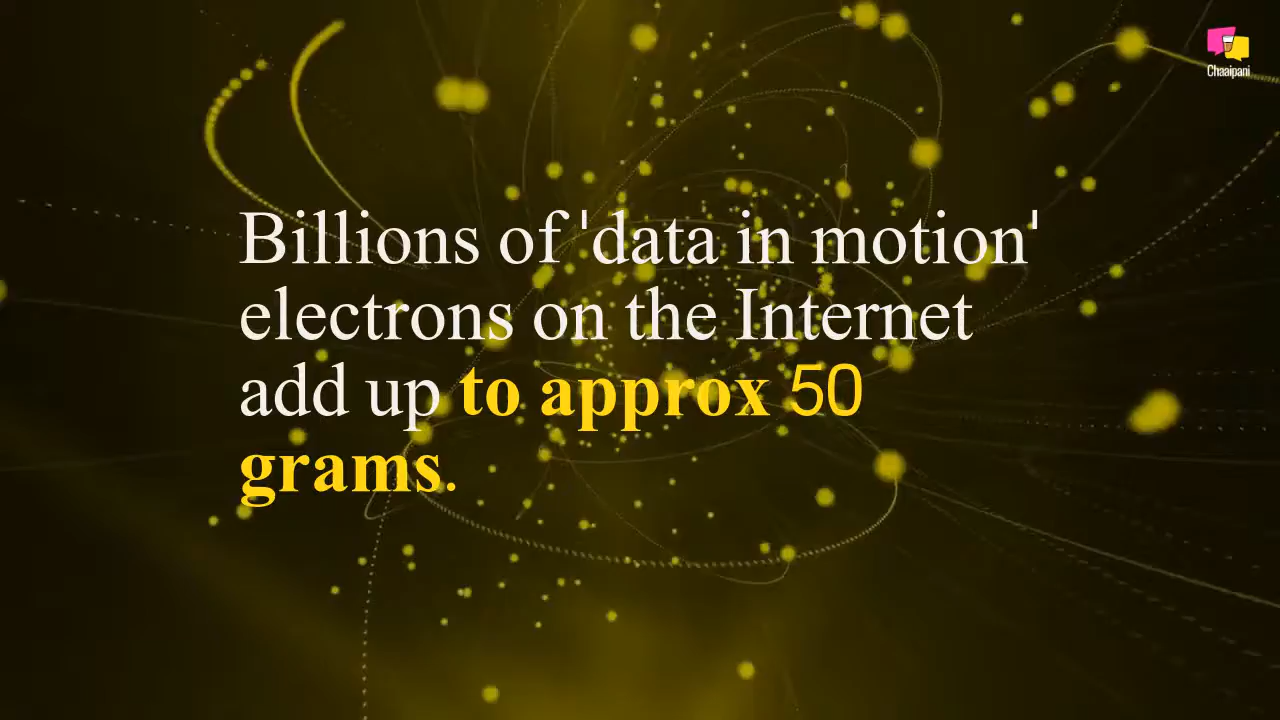 Chaaipani
Billions of 'data in motion'
electrons on the Internet
add up to approx 50
grams.